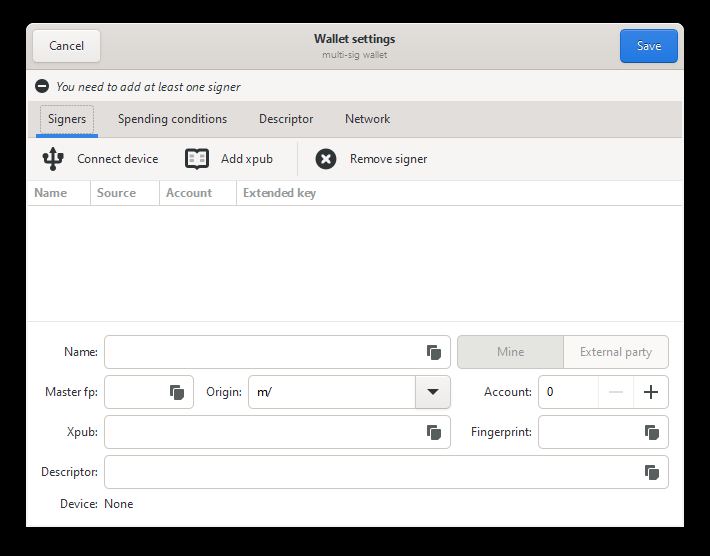 Cancel
Wallet settings
multi-sig wallet
Save
You need to add at least one signer
Signers Spending conditions Descriptor Network
Connect device Add xpub Remove signer
Name Source Account Extended key
Name: Mine External party
Master fp: Origin: m/ Account: 0
Xpub: Fingerprint:
Descriptor:
Device: None